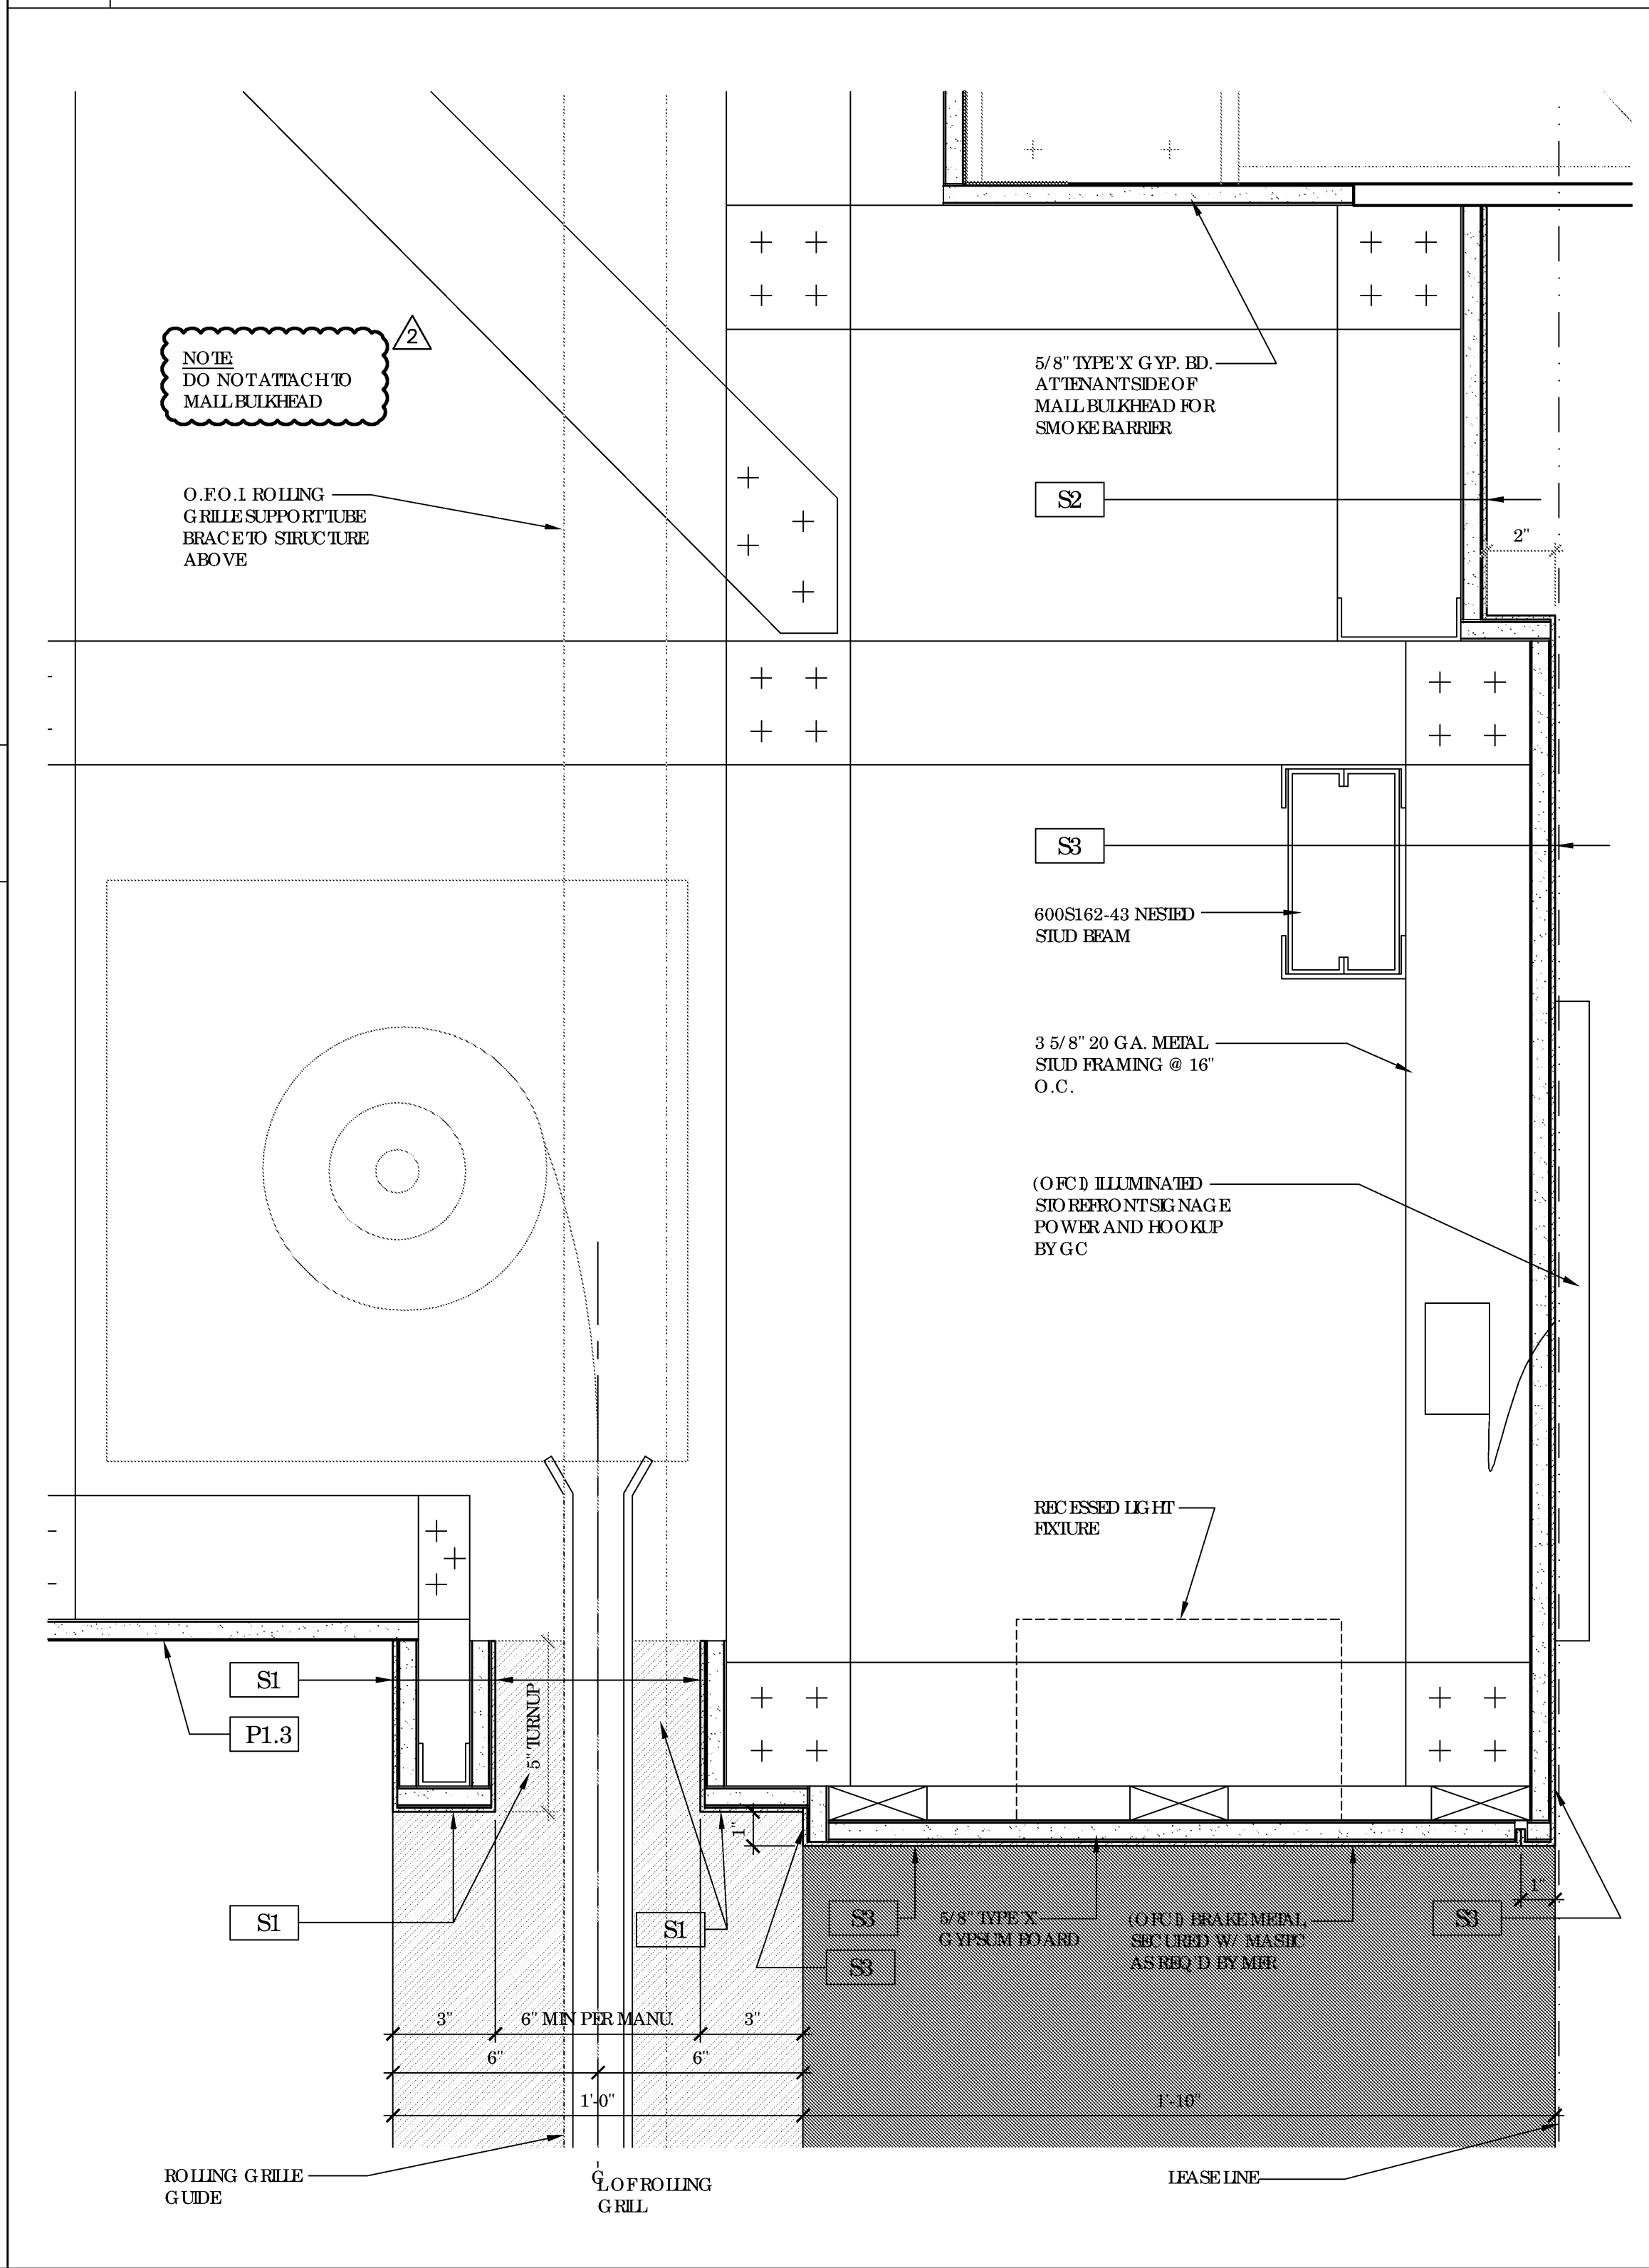 2
NOTE:
DO NOT ATTACH TO
MALL BULKHEAD
5/8" TYPE 'X' GYP. BD.
AT TENANT SIDE OF
MALL BULKHEAD FOR
SMOKE BARRIER
O.F.O.I. ROLLING
GRILLE SUPPORT TUBE
BRACE TO STRUCTURE
ABOVE
S2
2"
S3
600S162-43 NESTED
STUD BEAM
3 5/8" 20 GA. METAL
STUD FRAMING @ 16"
O.C.
(OFCI) ILLUMINATED
STOREFRONT SIGNAGE
POWER AND HOOKUP
BY GC
RECESSED LIGHT
FIXTURE
S1
P1.3
5" TURNUP
1"
1"
S1
S1
S3
S3
5/8" TYPE 'X'
GYPSUM BOARD
(OFCI) BRAKE METAL
SECURED W/ MASTIC
AS REQ'D BY MFR
S3
3"
6" MIN PER MANU.
3"
6"
6"
1'-0"
1'-10"
ROLLING GRILLE
GUIDE
CL OF ROLLING
GRILL
LEASE LINE